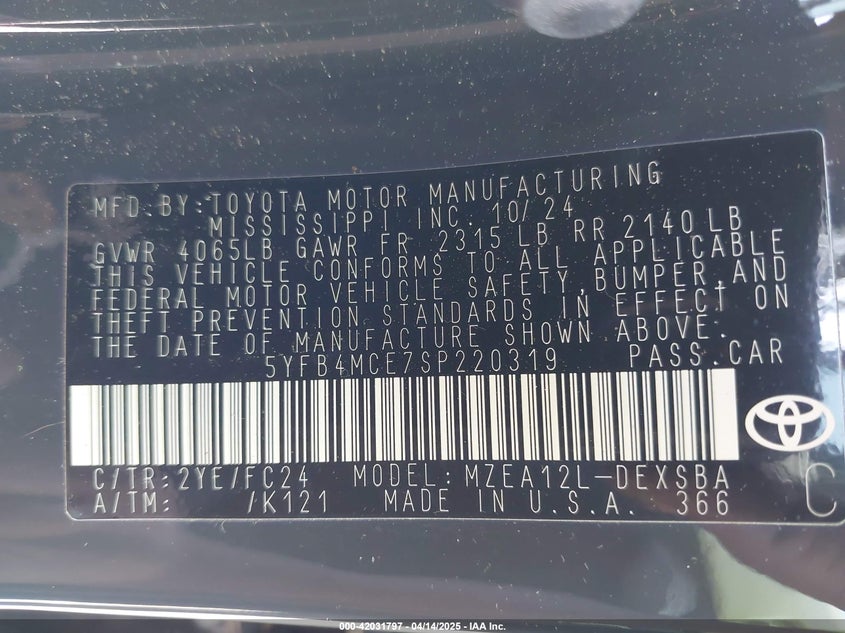 MFD.BY:TOYOTA MOTOR MANUFACTURING
MISSISSIPPI INC. 10/24
GVWR 4065LB GAWR FR 2315 LB RR 2140 LB
THIS VEHICLE CONFORMS TO ALL APPLICABLE
FEDERAL MOTOR VEHICLE SAFETY,BUMPER,AND
THEFT PREVENTION STANDARDS IN EFFECT ON
THE DATE OF MANUFACTURE SHOWN ABOVE.
5YFB4MCE7SP220319 PASS.CAR
C/TR:2YE/FC24 MODEL:MZEA12L-DEXSBA
A/TM: /K121 MADE IN U.S.A. 366
C
000-42031797 - 04/14/2025 - IAA Inc.